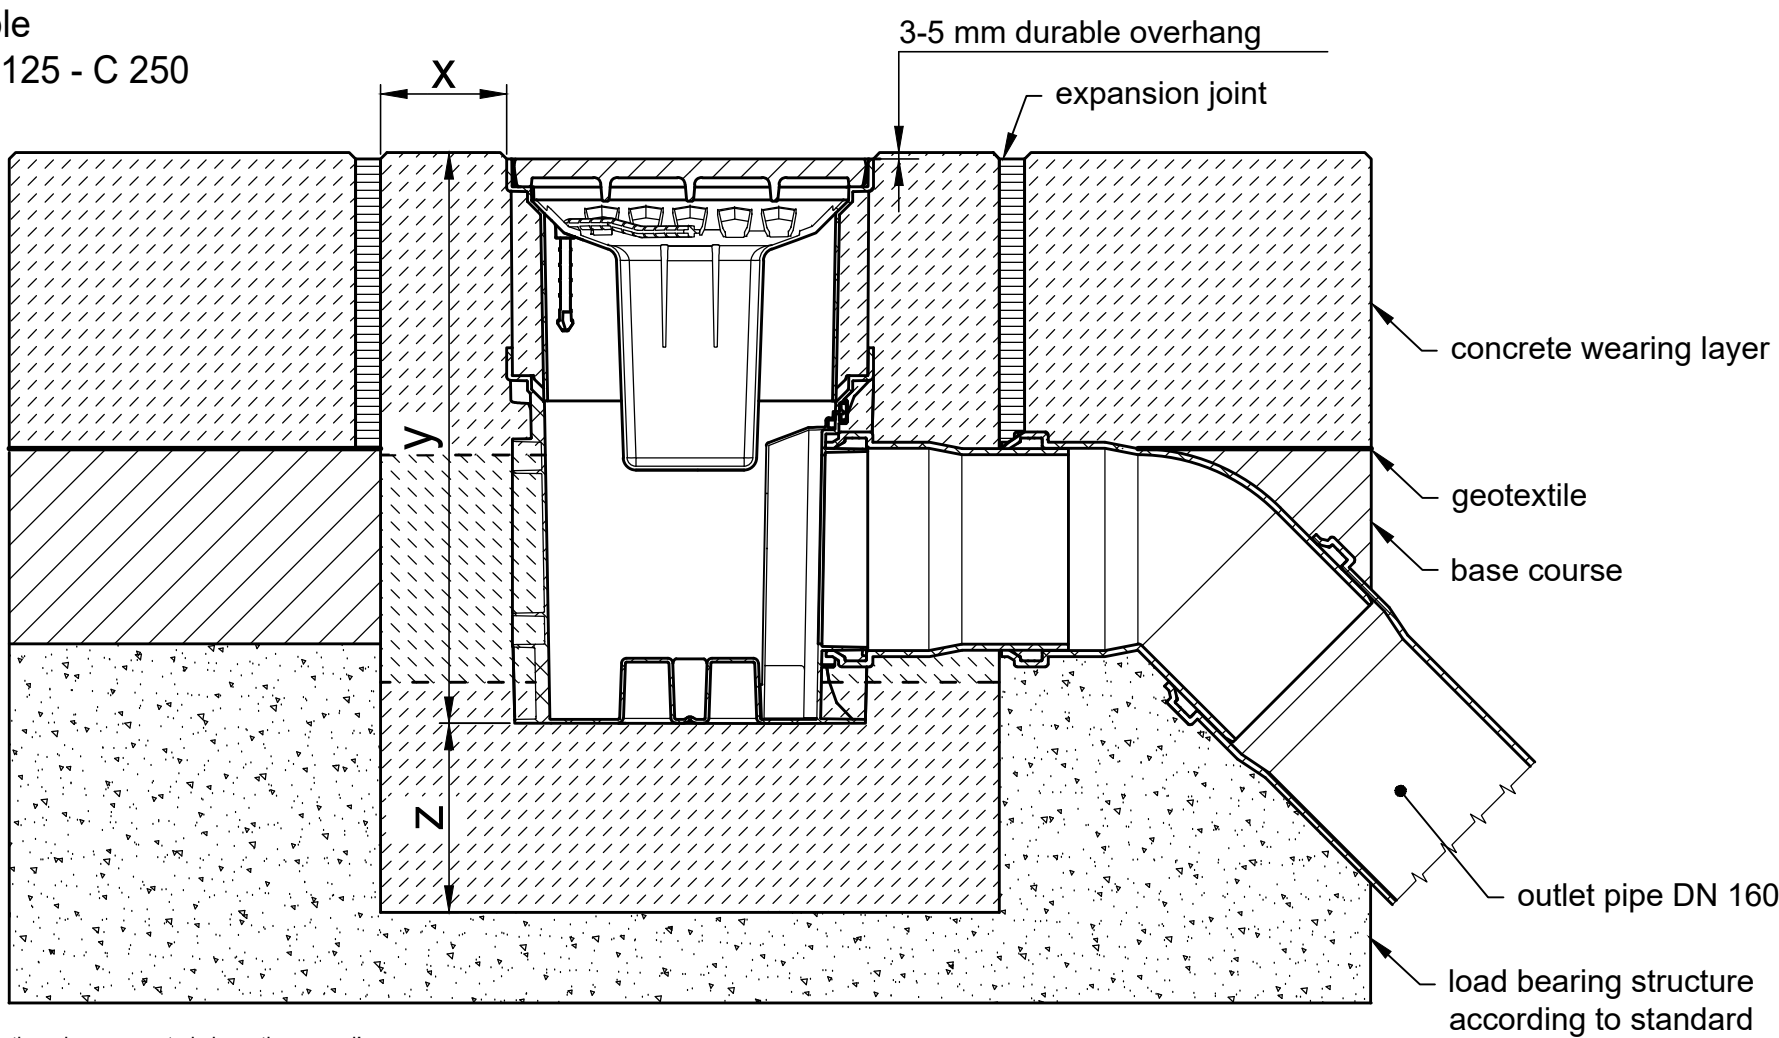 125 - C 250
3-5 mm durable overhang
x
expansion joint
concrete wearing layer
y
geotextile
base course
z
outlet pipe DN 160
load bearing structure
according to standard